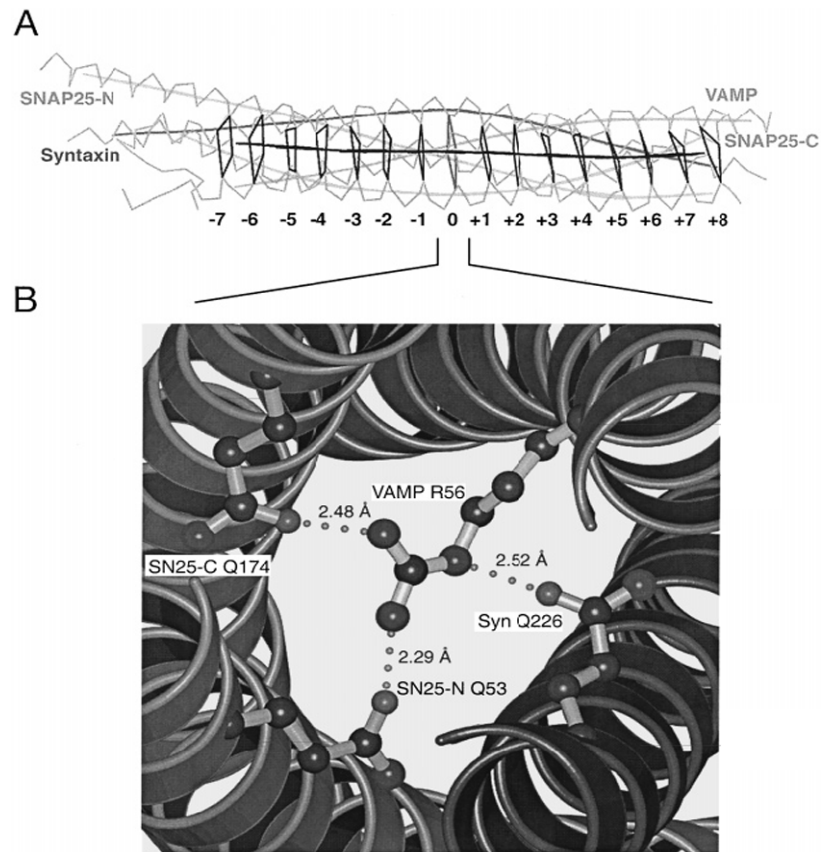 A
SNAP25-N
VAMP
Syntaxin
SNAP25-C
-7 -6 -5 -4 -3 -2 -1 0 +1 +2 +3 +4 +5 +6 +7 +8
B
VAMP R56
2.48 Å
2.52 Å
SN25-C Q174
Syn Q226
2.29 Å
SN25-N Q53